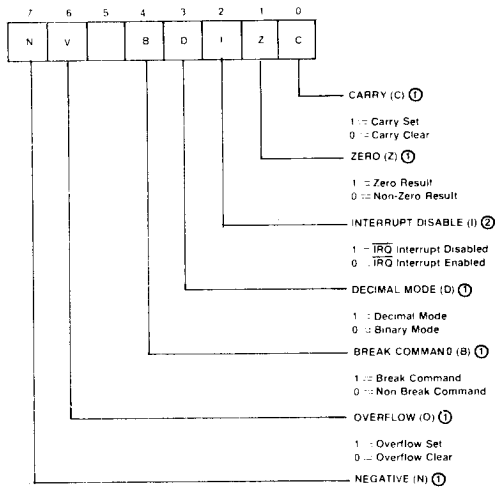 7 6 5 4 3 2 1 0
N V B D I Z C
CARRY (C) ①
1 = Carry Set
0 = Carry Clear
ZERO (Z) ①
1 = Zero Result
0 = Non-Zero Result
INTERRUPT DISABLE (I) ②
1 = IRQ Interrupt Disabled
0 = IRQ Interrupt Enabled
DECIMAL MODE (D) ①
1 = Decimal Mode
0 = Binary Mode
BREAK COMMAND (B) ①
1 = Break Command
0 = Non Break Command
OVERFLOW (O) ①
1 = Overflow Set
0 = Overflow Clear
NEGATIVE (N) ①